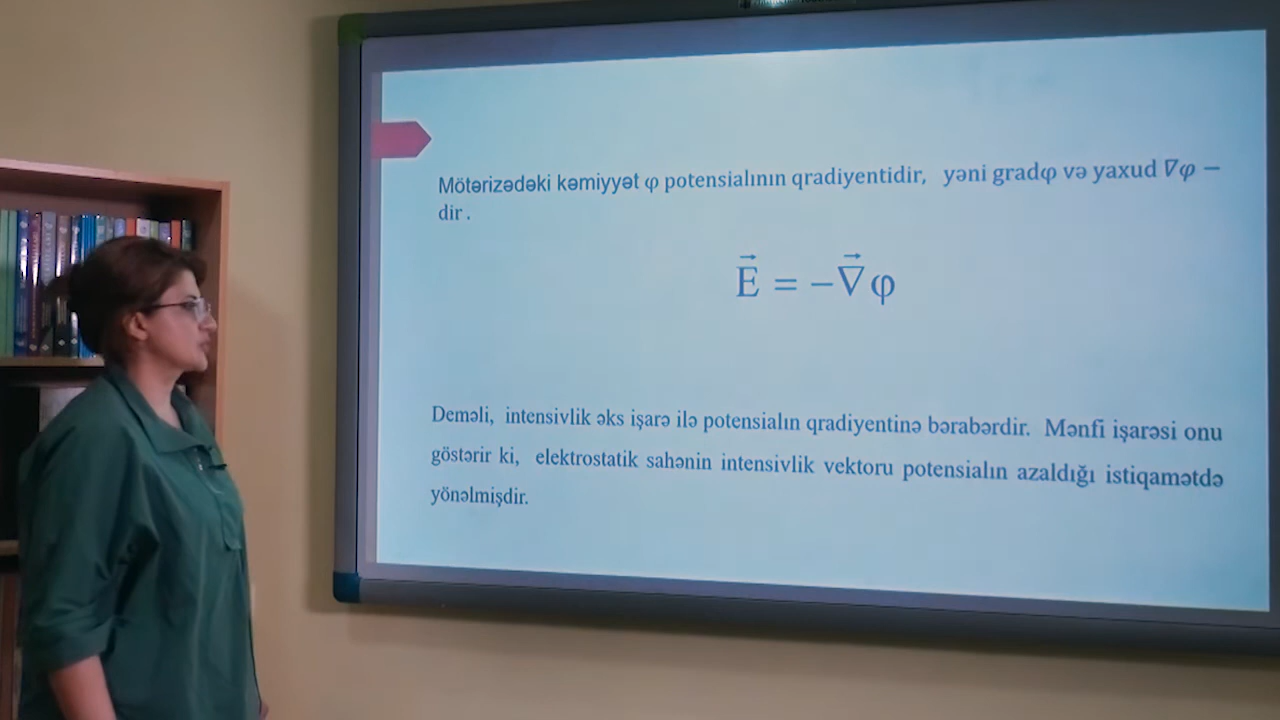 Mötərizədəki kəmiyyət φ potensialının qradiyentidir, yəni gradφ və yaxud ∇φ −
dir .
E⃗ = −∇⃗φ
Deməli, intensivlik əks işarə ilə potensialın qradiyentinə bərabərdir. Mənfi işarəsi onu
göstərir ki, elektrostatik sahənin intensivlik vektoru potensialın azaldığı istiqamətdə
yönəlmişdir.